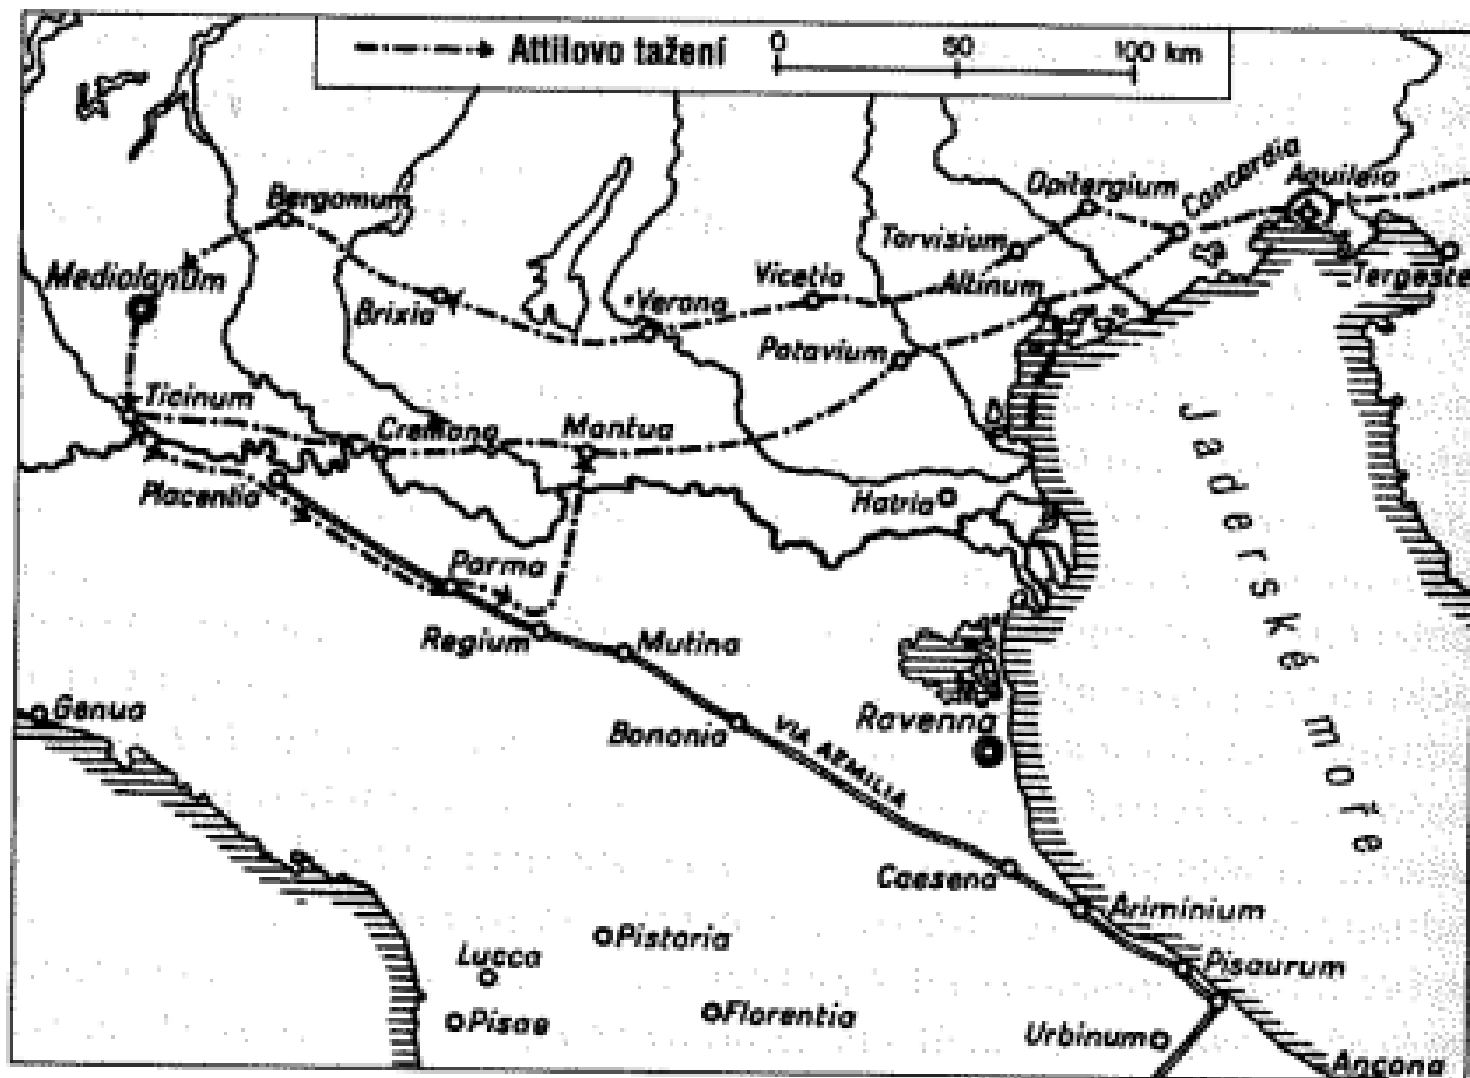 Attilovo tažení
0 50 100 km
Bergomum
Opitergium
Concordia
Aquileia
Mediolanum
Tarvisium
Tergeste
Brixia
Verona
Vicetia
Altinum
Patavium
Ticinum
Cremona
Mantua
Placentia
Hatria
Jaderské moře
Parma
Regium
Mutina
Genua
Bononia
VIA AEMILIA
Ravenna
Caesena
Ariminium
Pistoria
Lucca
Pisaurum
Pisae
Florentia
Urbinum
Ancona